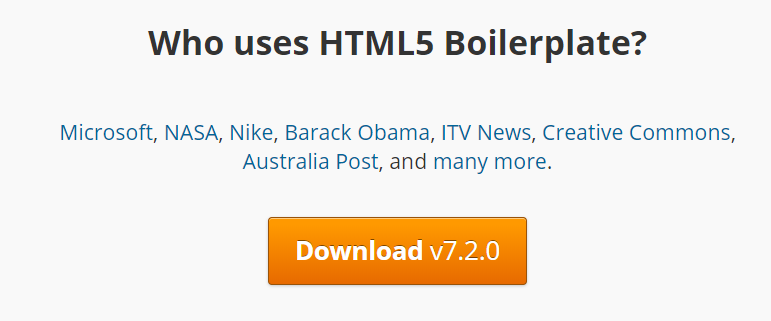 Who uses HTML5 Boilerplate?
Microsoft, NASA, Nike, Barack Obama, ITV News, Creative Commons,
Australia Post, and many more.
Download v7.2.0